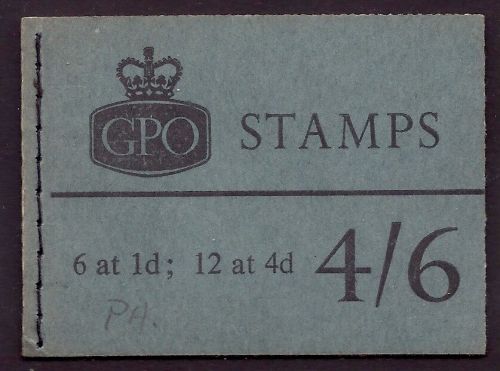 GPO STAMPS
6 at 1d; 12 at 4d 4/6
PA.